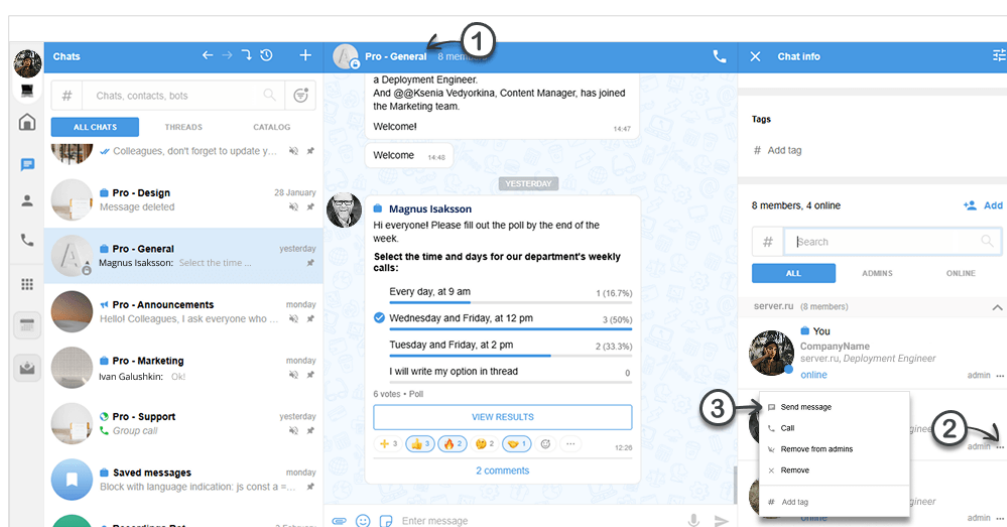 Chats
Chats, contacts, bots
ALL CHATS
THREADS
CATALOG
Colleagues, don't forget to update y...
Pro - Design
28 January
Message deleted
Pro - General
yesterday
Magnus Isaksson: Select the time ...
Pro - Announcements
monday
Hello! Colleagues, I ask everyone who ...
Pro - Marketing
monday
Ivan Galushkin: Ok!
Pro - Support
yesterday
Group call
Saved messages
monday
Block with language indication: js const a =...
Pro - General
1
a Deployment Engineer.
And @@Ksenia Vedyorkina, Content Manager, has joined
the Marketing team.
Welcome!
14:47
Welcome
14:48
YESTERDAY
Magnus Isaksson
Hi everyone! Please fill out the poll by the end of the
week.
Select the time and days for our department's weekly
calls:
Every day, at 9 am
1 (16.7%)
Wednesday and Friday, at 12 pm
3 (50%)
Tuesday and Friday, at 2 pm
2 (33.3%)
I will write my option in thread
0
6 votes • Poll
VIEW RESULTS
3 3 2 2 1
12:26
2 comments
Enter message
Chat info
Tags
# Add tag
8 members, 4 online
Add
# Search
ALL
ADMINS
ONLINE
server.ru (8 members)
You
CompanyName
server.ru, Deployment Engineer
online
admin ...
3
Send message
Call
Remove from admins
Remove
# Add tag
2
admin ...
online
admin ...